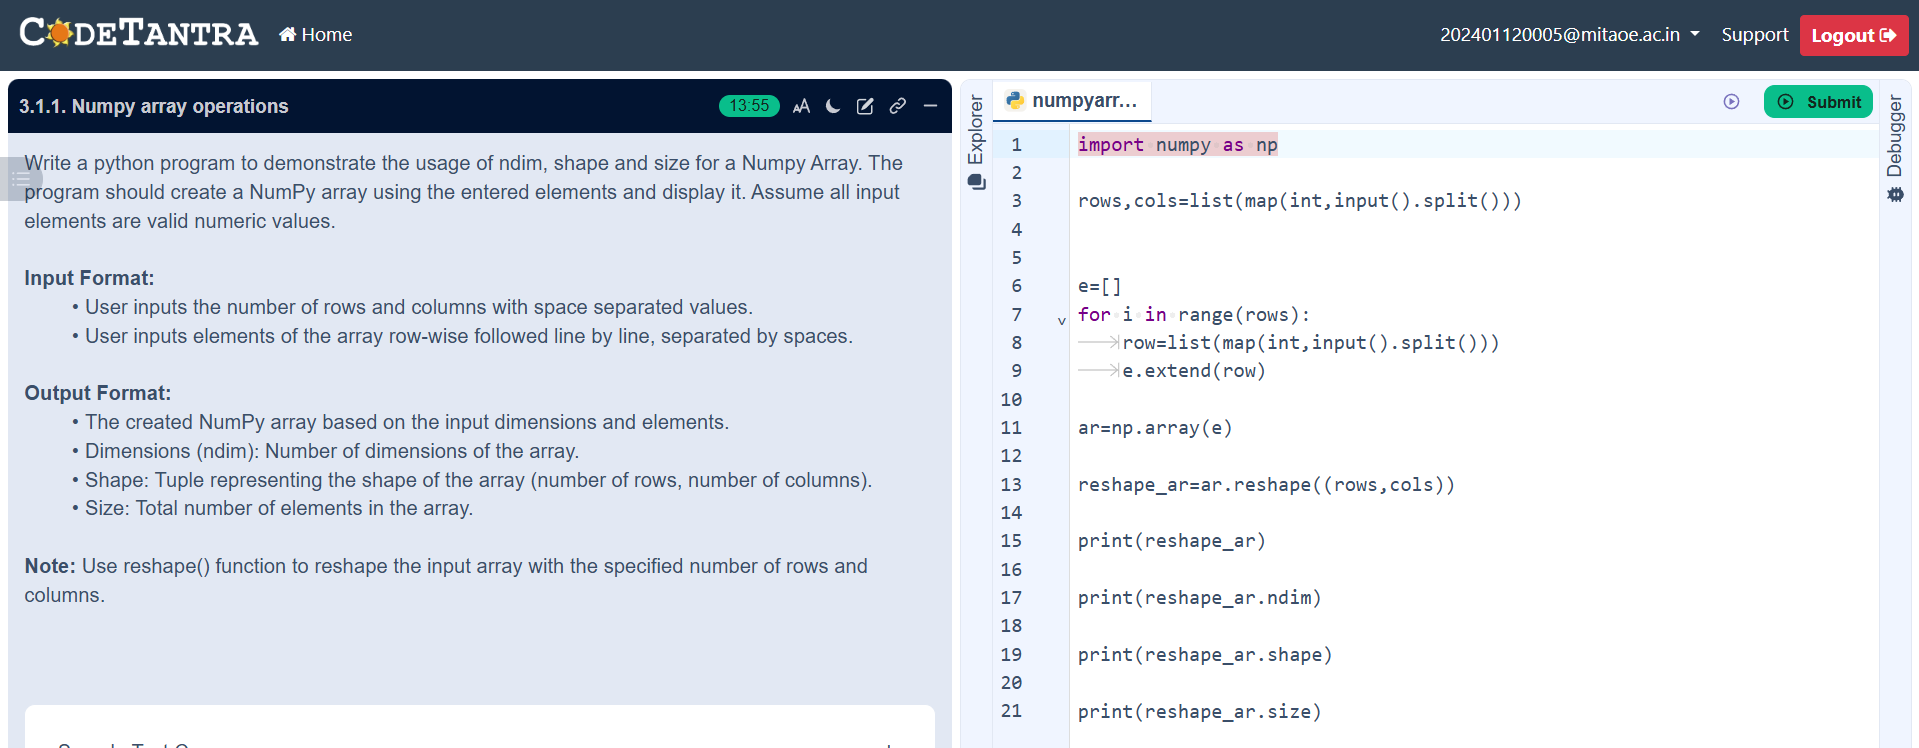 CODETANTRA Home 202401120005@mitaoe.ac.in Support Logout
3.1.1. Numpy array operations 13:55
Write a python program to demonstrate the usage of ndim, shape and size for a Numpy Array. The
program should create a NumPy array using the entered elements and display it. Assume all input
elements are valid numeric values.
Input Format:
• User inputs the number of rows and columns with space separated values.
• User inputs elements of the array row-wise followed line by line, separated by spaces.
Output Format:
• The created NumPy array based on the input dimensions and elements.
• Dimensions (ndim): Number of dimensions of the array.
• Shape: Tuple representing the shape of the array (number of rows, number of columns).
• Size: Total number of elements in the array.
Note: Use reshape() function to reshape the input array with the specified number of rows and
columns.
Explorer
numpyarr...
Submit
Debugger
1 import numpy as np
2
3 rows,cols=list(map(int,input().split()))
4
5
6 e=[]
7 for i in range(rows):
8 row=list(map(int,input().split()))
9 e.extend(row)
10
11 ar=np.array(e)
12
13 reshape_ar=ar.reshape((rows,cols))
14
15 print(reshape_ar)
16
17 print(reshape_ar.ndim)
18
19 print(reshape_ar.shape)
20
21 print(reshape_ar.size)